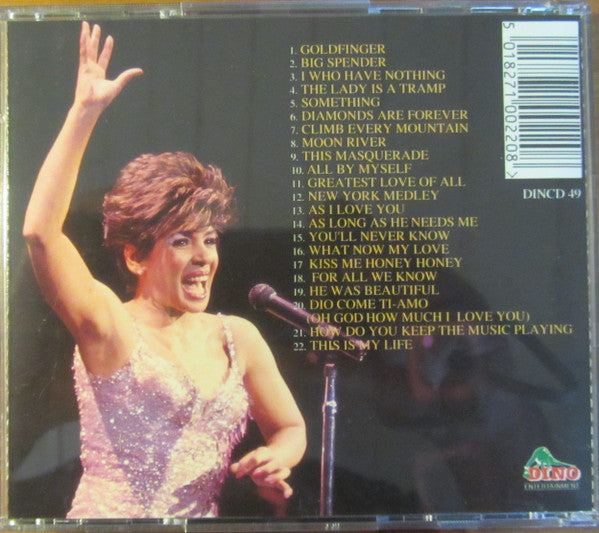 1. GOLDFINGER
2. BIG SPENDER
3. I WHO HAVE NOTHING
4. THE LADY IS A TRAMP
5. SOMETHING
6. DIAMONDS ARE FOREVER
7. CLIMB EVERY MOUNTAIN
8. MOON RIVER
9. THIS MASQUERADE
10. ALL BY MYSELF
11. GREATEST LOVE OF ALL
12. NEW YORK MEDLEY
13. AS I LOVE YOU
14. AS LONG AS HE NEEDS ME
15. YOU'LL NEVER KNOW
16. WHAT NOW MY LOVE
17 KISS ME HONEY HONEY
18. FOR ALL WE KNOW
19. HE WAS BEAUTIFUL
20. DIO COME TI-AMO
(OH GOD HOW MUCH I LOVE YOU)
21. HOW DO YOU KEEP THE MUSIC PLAYING
22. THIS IS MY LIFE
5 018271 002208 >
DINCD 49
DINO
ENTERTAINMENT